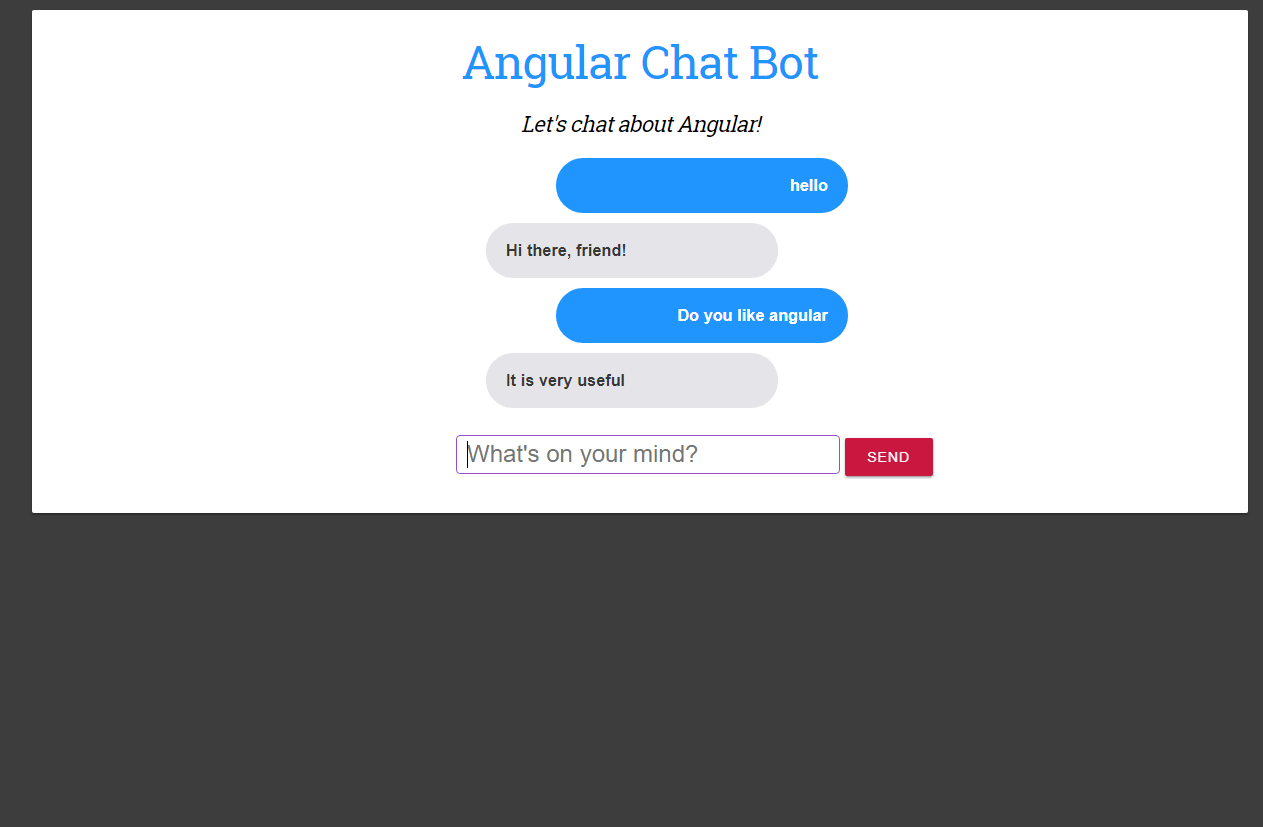 Angular Chat Bot
Let's chat about Angular!
hello
Hi there, friend!
Do you like angular
It is very useful
What's on your mind? SEND